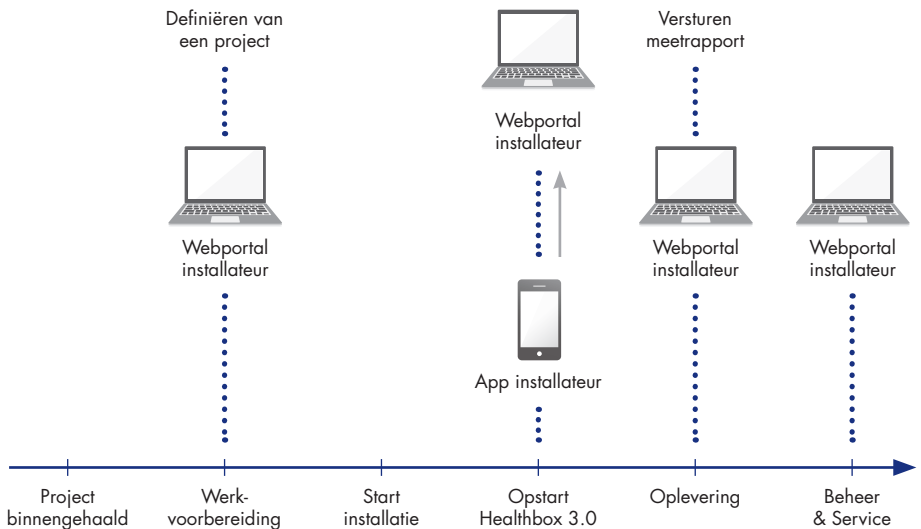 Definiëren van
een project
Versturen
meetrapport
Webportal
installateur
Webportal
installateur
Webportal
installateur
Webportal
installateur
App installateur
Project
binnengehaald
Werk-
voorbereiding
Start
installatie
Opstart
Healthbox 3.0
Oplevering
Beheer
& Service